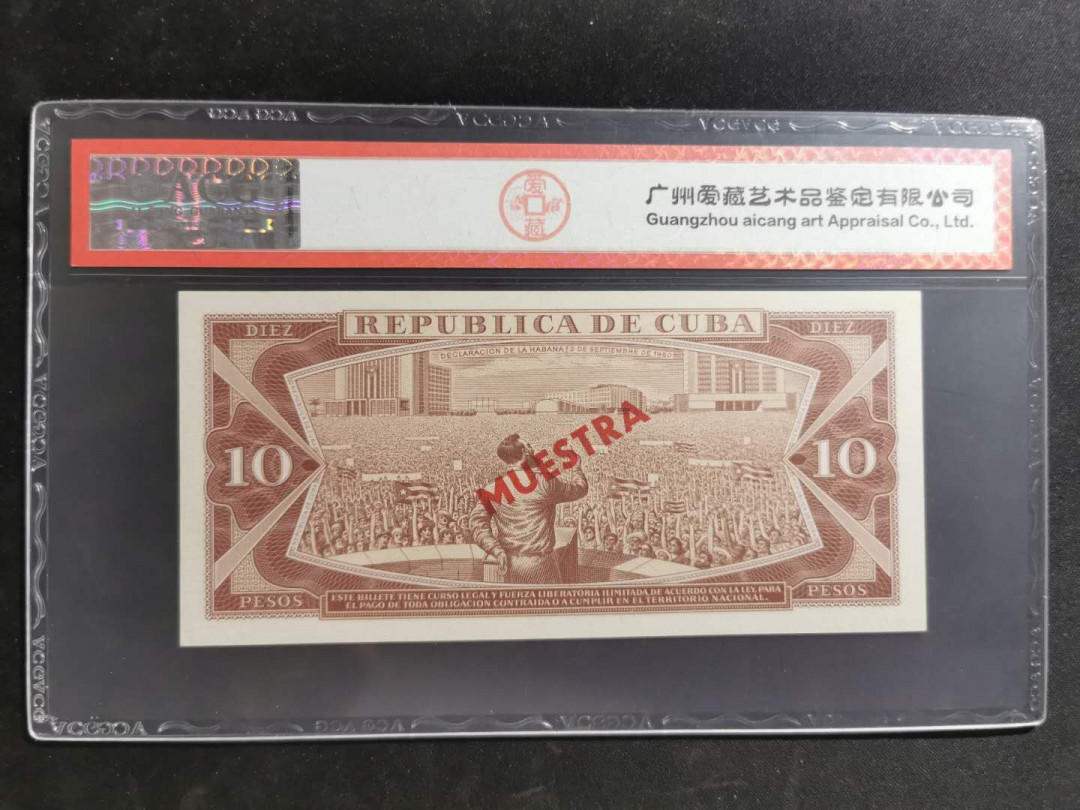 广州爱藏艺术品鉴定有限公司
Guangzhou aicang art Appraisal Co., Ltd.
爱
藏
DIEZ
REPUBLICA DE CUBA
DIEZ
DECLARACION DE LA HABANA 2 DE SEPTIEMBRE DE 1960
MUESTRA
10
10
PESOS
ESTE BILLETE TIENE CURSO LEGAL Y FUERZA LIBERATORIA ILIMITADA DE ACUERDO CON LA LEY, PARA
EL PAGO DE TODA OBLIGACION CONTRAIDA O A CUMPLIR EN EL TERRITORIO NACIONAL.
PESOS